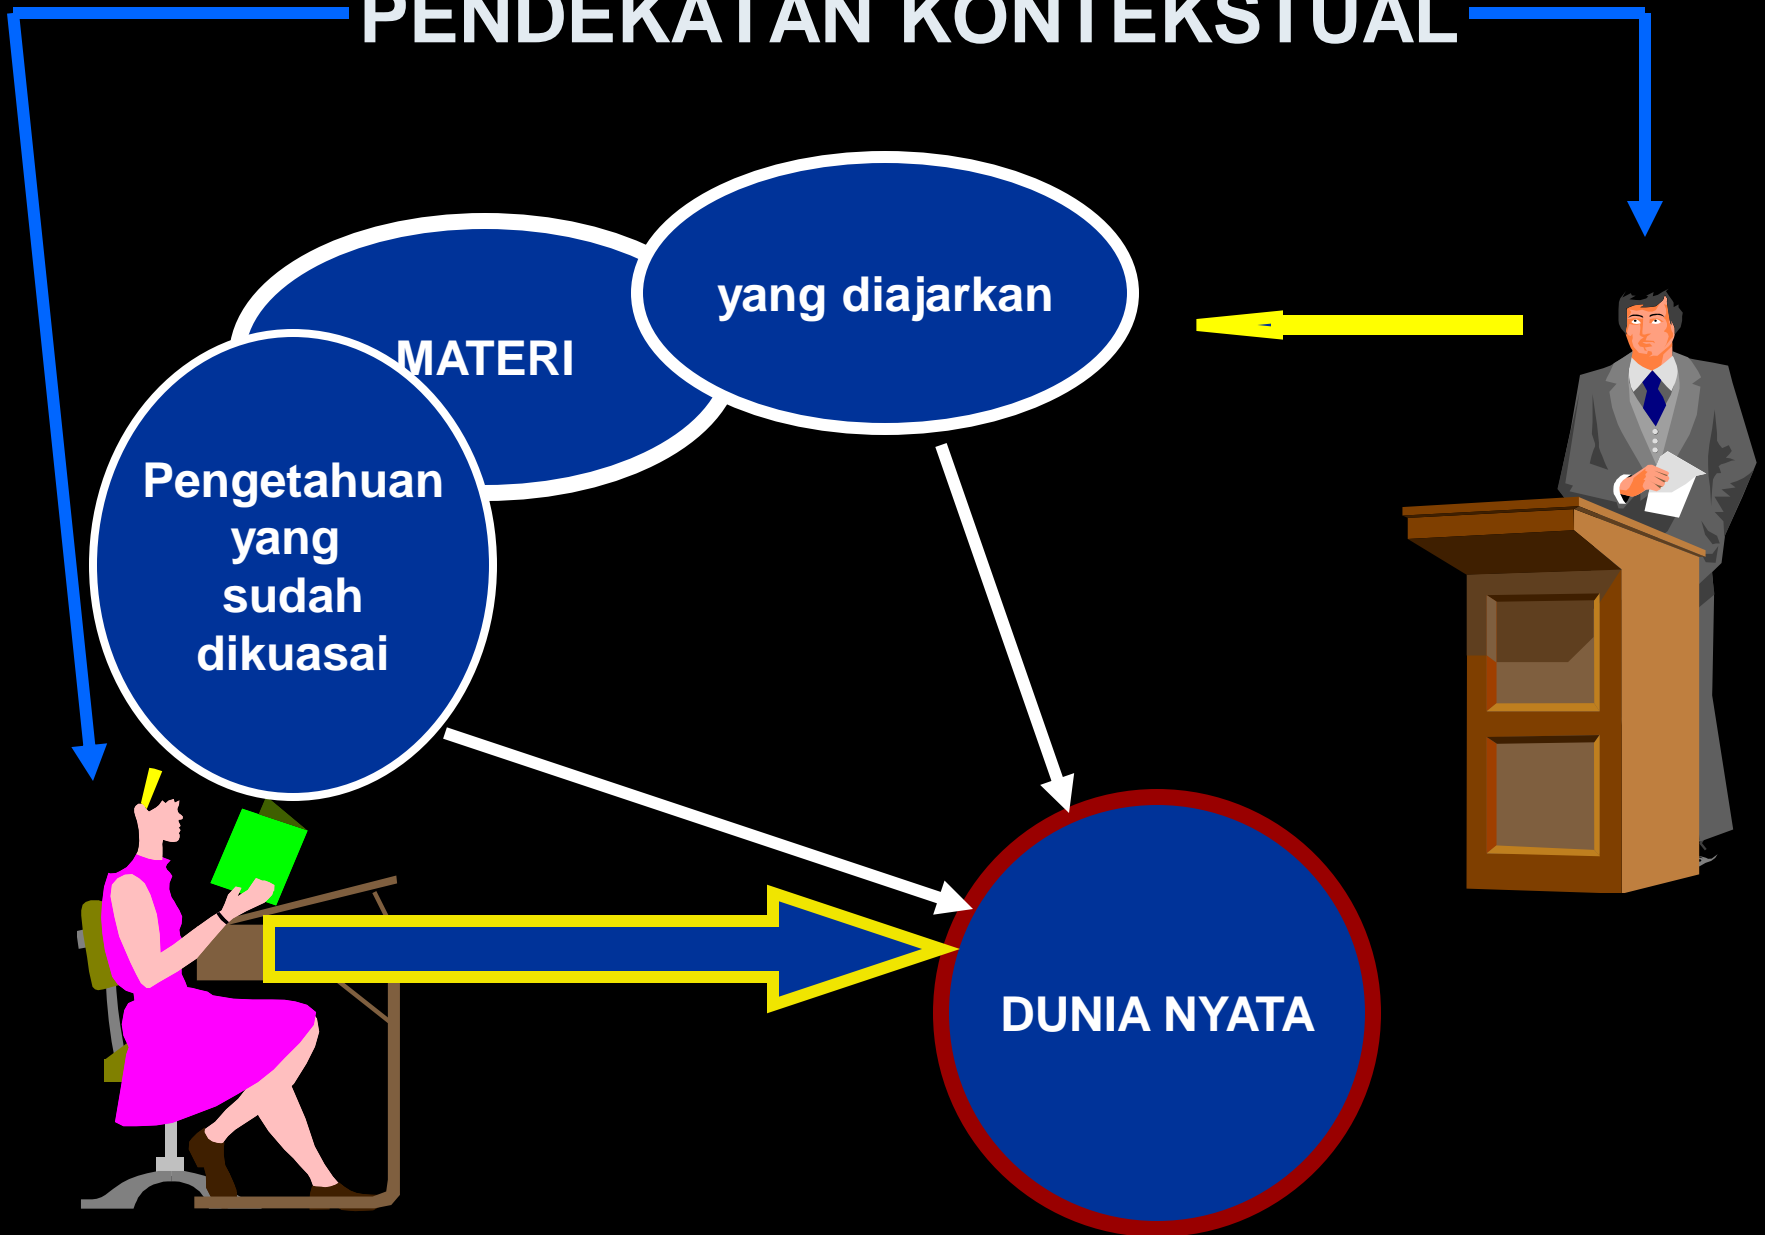 PENDEKATAN KONTEKSTUAL
yang diajarkan
MATERI
Pengetahuan
yang
sudah
dikuasai
DUNIA NYATA